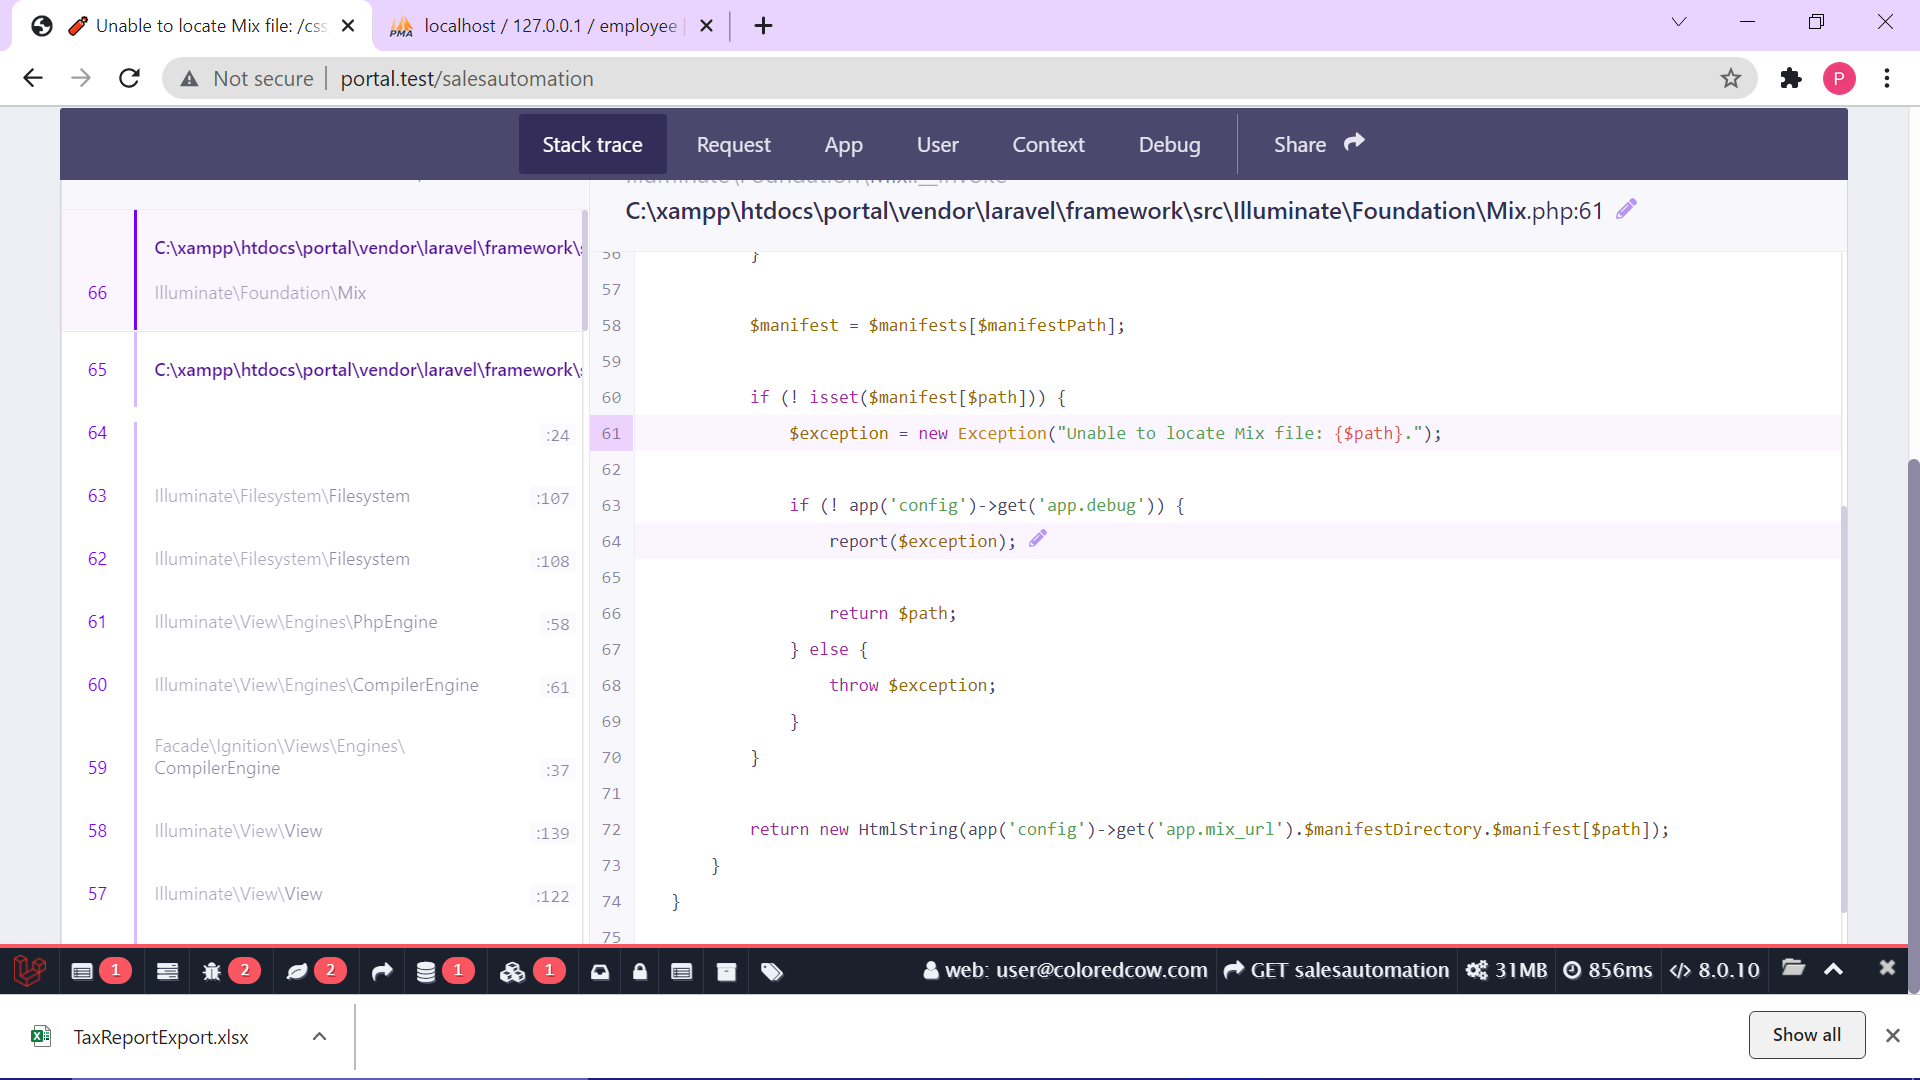 Unable to locate Mix file: /css
localhost / 127.0.0.1 / employee
Not secure
portal.test/salesautomation
P
Stack trace
Request
App
User
Context
Debug
Share
C:\xampp\htdocs\portal\vendor\laravel\framework\src\Illuminate\Foundation\Mix.php:61
C:\xampp\htdocs\portal\vendor\laravel\framework\s
66 Illuminate\Foundation\Mix
65 C:\xampp\htdocs\portal\vendor\laravel\framework\s
64 :24
63 Illuminate\Filesystem\Filesystem :107
62 Illuminate\Filesystem\Filesystem :108
61 Illuminate\View\Engines\PhpEngine :58
60 Illuminate\View\Engines\CompilerEngine :61
Facade\Ignition\Views\Engines\
59 CompilerEngine :37
58 Illuminate\View\View :139
57 Illuminate\View\View :122
56 }
57
58 $manifest = $manifests[$manifestPath];
59
60 if (! isset($manifest[$path])) {
61 $exception = new Exception("Unable to locate Mix file: {$path}.");
62
63 if (! app('config')->get('app.debug')) {
64 report($exception);
65
66 return $path;
67 } else {
68 throw $exception;
69 }
70 }
71
72 return new HtmlString(app('config')->get('app.mix_url').$manifestDirectory.$manifest[$path]);
73 }
74 }
75
1 2 2 1 1 web: user@coloredcow.com GET salesautomation 31MB 856ms 8.0.10
TaxReportExport.xlsx
Show all